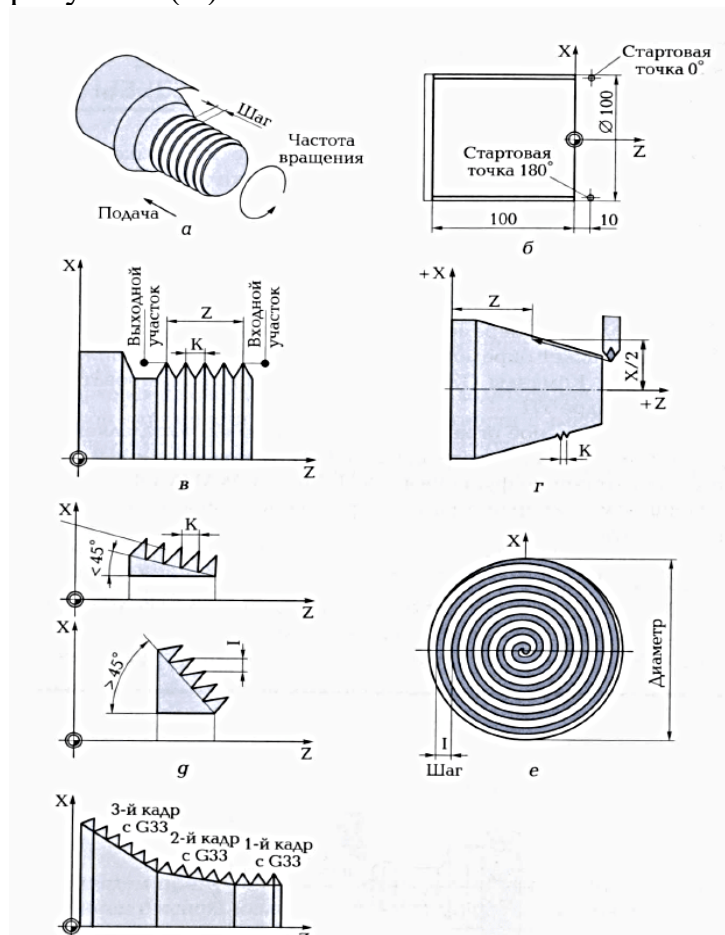 Шаг
Частота
вращения
Подача
а
X
Стартовая
точка 0°
Ø 100
Z
Стартовая
точка 180°
100
10
б
X
Выходной
участок
Z
K
Входной
участок
Z
в
+X
Z
X/2
+Z
K
г
X
K
<45°
Z
X
I
>45°
Z
д
X
Диаметр
I
Шаг
е
X
3-й кадр
с G33
2-й кадр
с G33
1-й кадр
с G33
Z